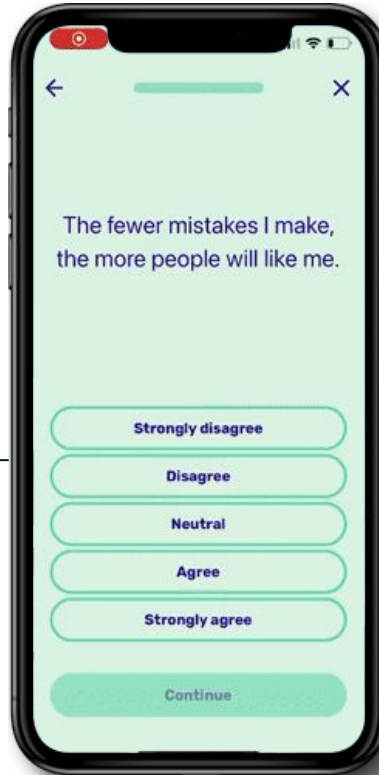 The fewer mistakes I make,
the more people will like me.
Strongly disagree
Disagree
Neutral
Agree
Strongly agree
Continue